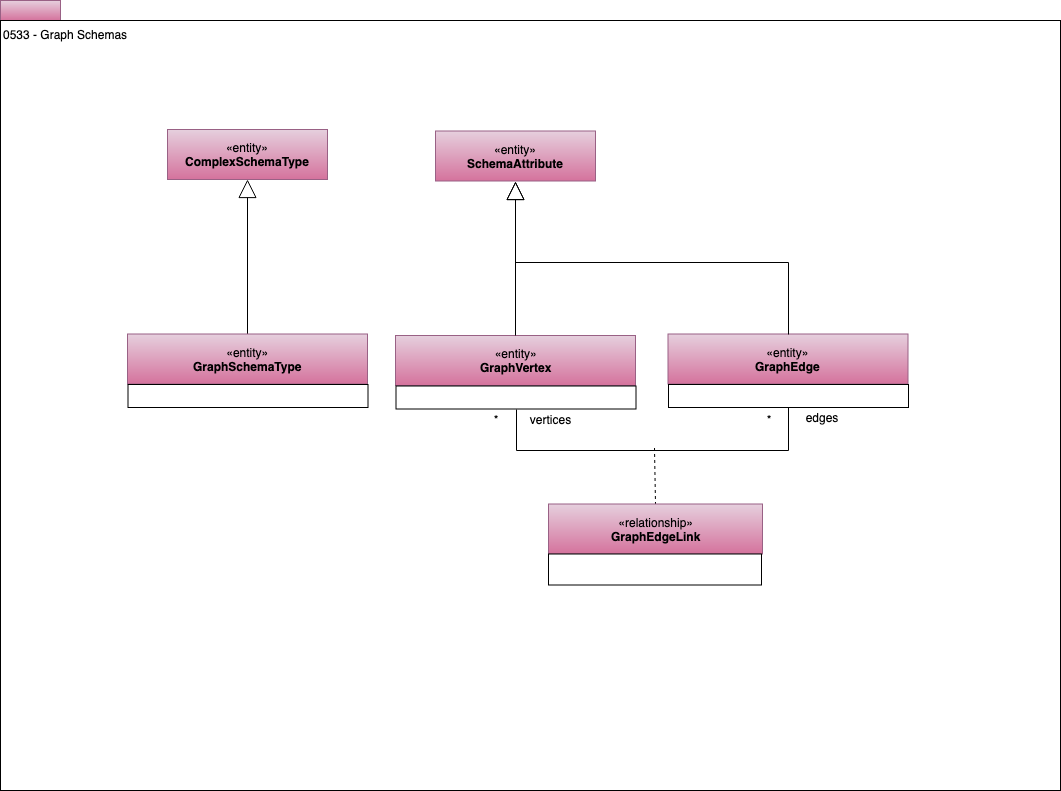 0533 - Graph Schemas
«entity»
ComplexSchemaType
«entity»
SchemaAttribute
«entity»
GraphSchemaType
«entity»
GraphVertex
«entity»
GraphEdge
* vertices
* edges
«relationship»
GraphEdgeLink